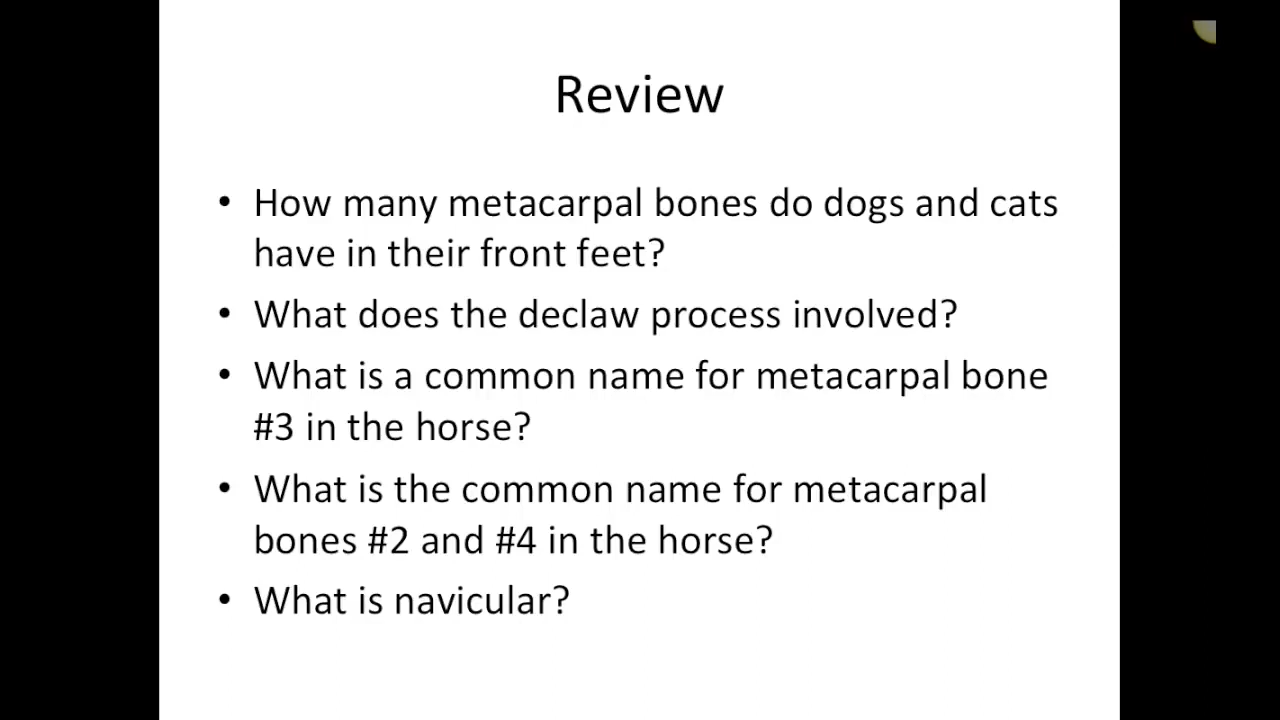 Review
• How many metacarpal bones do dogs and cats
have in their front feet?
• What does the declaw process involved?
• What is a common name for metacarpal bone
#3 in the horse?
• What is the common name for metacarpal
bones #2 and #4 in the horse?
• What is navicular?